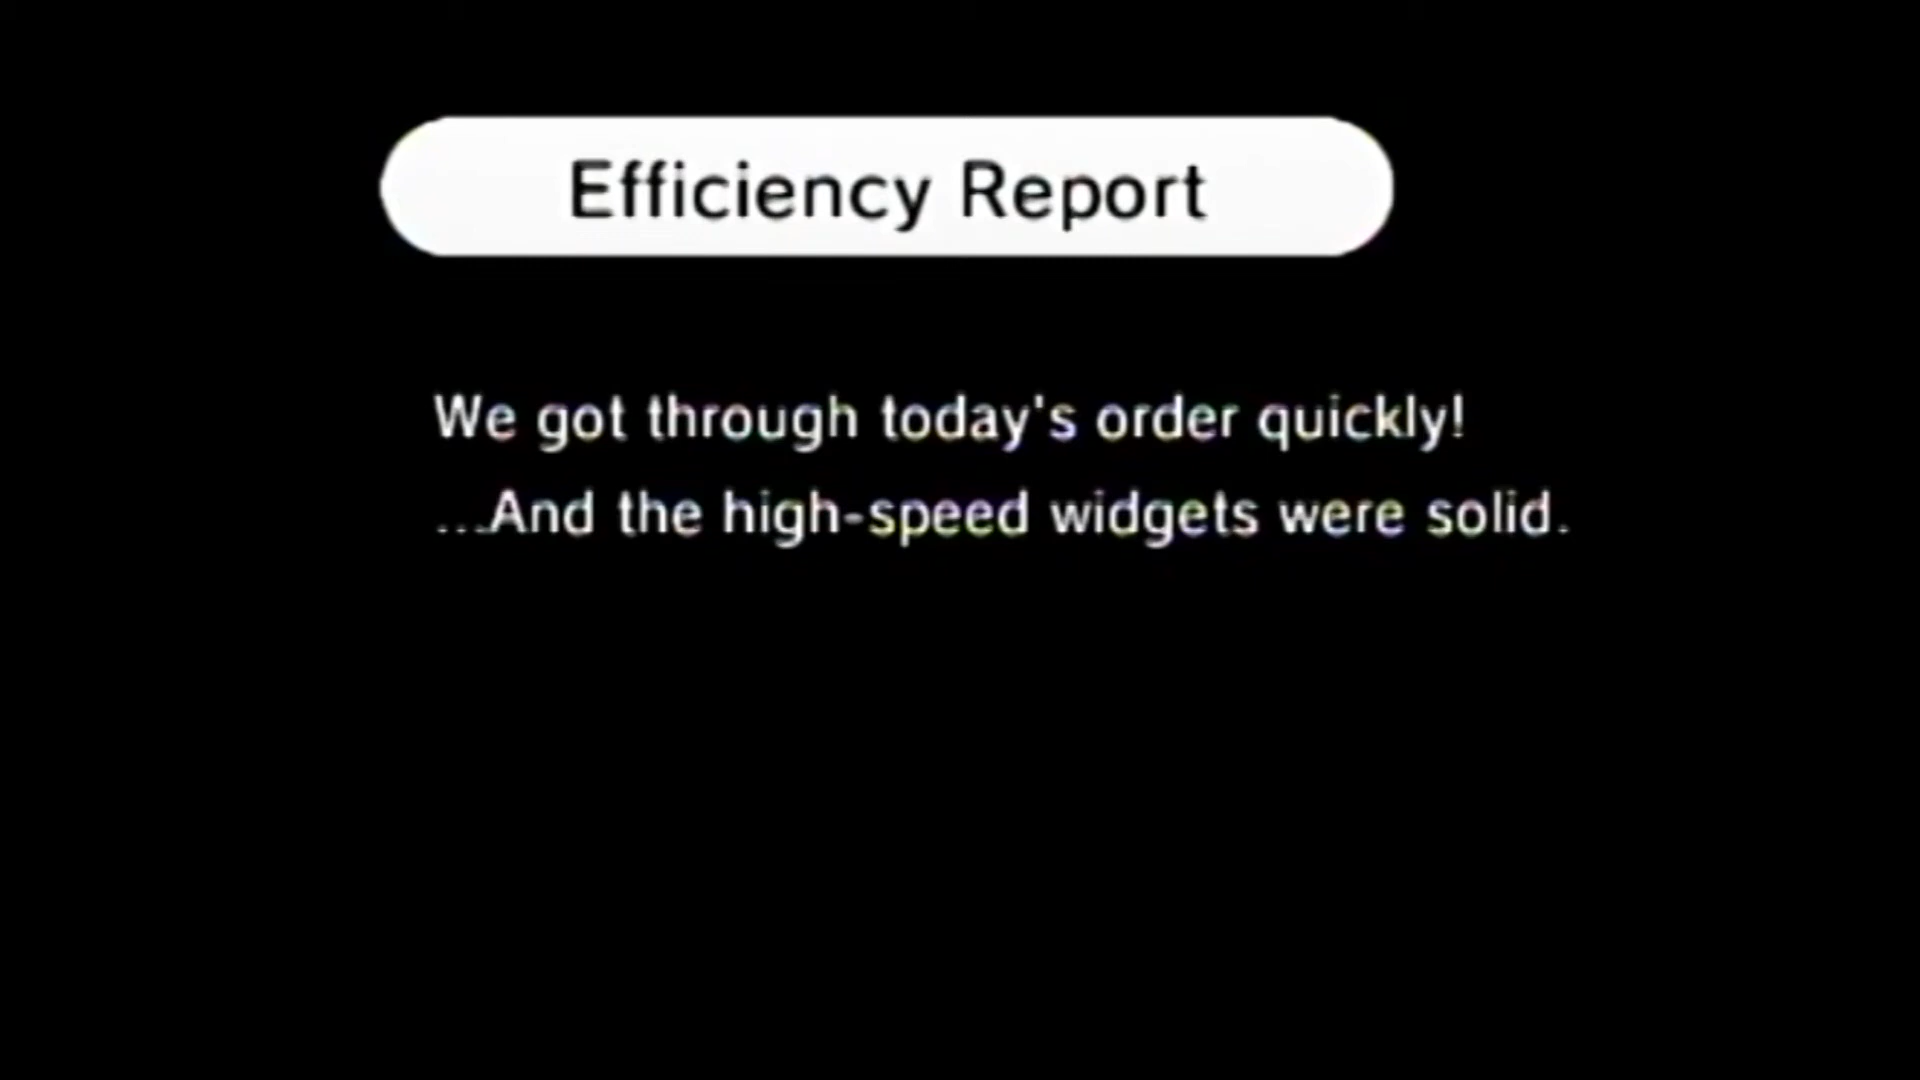 Efficiency Report
We got through today's order quickly!
...And the high-speed widgets were solid.